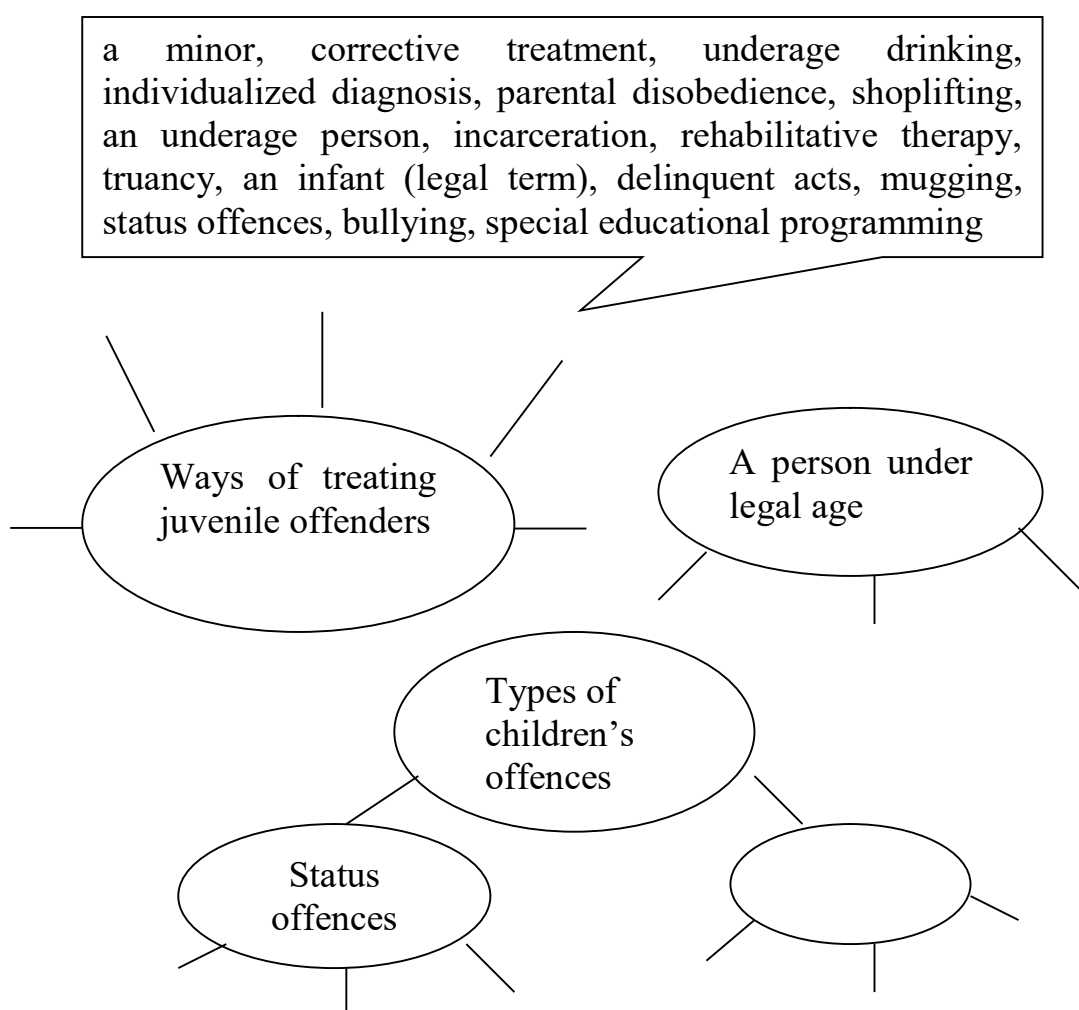 a minor, corrective treatment, underage drinking,
individualized diagnosis, parental disobedience, shoplifting,
an underage person, incarceration, rehabilitative therapy,
truancy, an infant (legal term), delinquent acts, mugging,
status offences, bullying, special educational programming
Ways of treating
juvenile offenders
A person under
legal age
Types of
children’s
offences
Status
offences